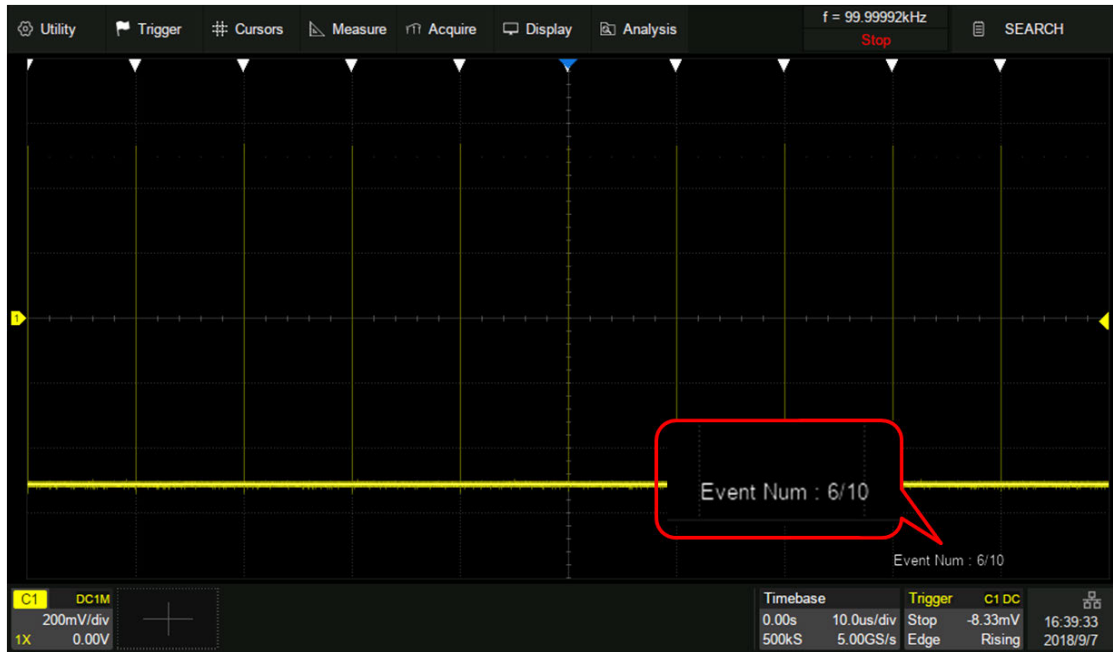 Utility Trigger Cursors Measure Acquire Display Analysis
f = 99.99992kHz
Stop
SEARCH
1
Event Num : 6/10
Event Num : 6/10
C1 DC1M
200mV/div
1X 0.00V
Timebase
0.00s 10.0us/div
500kS 5.00GS/s
Trigger C1 DC
Stop -8.33mV
Edge Rising
16:39:33
2018/9/7